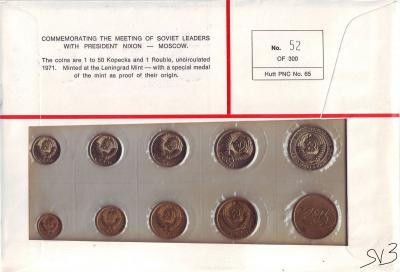 COMMEMORATING THE MEETING OF SOVIET LEADERS
WITH PRESIDENT NIXON — MOSCOW.
The coins are 1 to 50 Kopecks and 1 Rouble, uncirculated
1971. Minted at the Leningrad Mint — with a special medal
of the mint as proof of their origin.
No. 52
OF 300
Hutt PNC No. 65
SV3